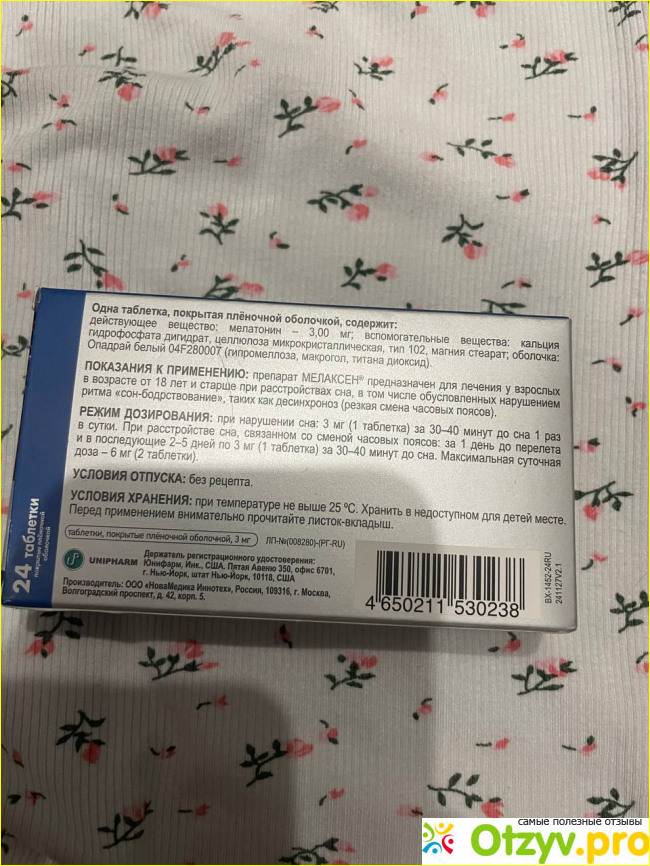 Одна таблетка, покрытая плёночной оболочкой, содержит:
действующее вещество: мелатонин – 3,00 мг; вспомогательные вещества: кальция
гидрофосфата дигидрат, целлюлоза микрокристаллическая, тип 102, магния стеарат; оболочка:
Опадрай белый 04F280007 (гипромеллоза, макрогол, титана диоксид).
ПОКАЗАНИЯ К ПРИМЕНЕНИЮ: препарат МЕЛАКСЕН® предназначен для лечения у взрослых
в возрасте от 18 лет и старше при расстройствах сна, в том числе обусловленных нарушением
ритма «сон-бодрствование», таких как десинхроноз (резкая смена часовых поясов).
РЕЖИМ ДОЗИРОВАНИЯ: при нарушении сна: 3 мг (1 таблетка) за 30–40 минут до сна 1 раз
в сутки. При расстройстве сна, связанном со сменой часовых поясов: за 1 день до перелета
и в последующие 2–5 дней по 3 мг (1 таблетка) за 30–40 минут до сна. Максимальная суточная
доза – 6 мг (2 таблетки).
УСЛОВИЯ ОТПУСКА: без рецепта.
УСЛОВИЯ ХРАНЕНИЯ: при температуре не выше 25 ºС. Хранить в недоступном для детей месте.
Перед применением внимательно прочитайте листок-вкладыш.
таблетки, покрытые плёночной оболочкой, 3 мг ЛП-№(008280)-(РГ-RU)
UNIPHARM
Держатель регистрационного удостоверения:
Юнифарм, Инк., США, Пятая Авеню 350, офис 6701,
г. Нью-Йорк, штат Нью-Йорк, 10118, США
Производитель: ООО «НоваМедика Иннотех», Россия, 109316, г. Москва,
Волгоградский проспект, д. 42, корп. 5.
4 650211 530238
BX-1452-24RU
241127V2.1
24 таблетки
покрытые плёночной
оболочкой
самые полезные отзывы
Otzyv.pro